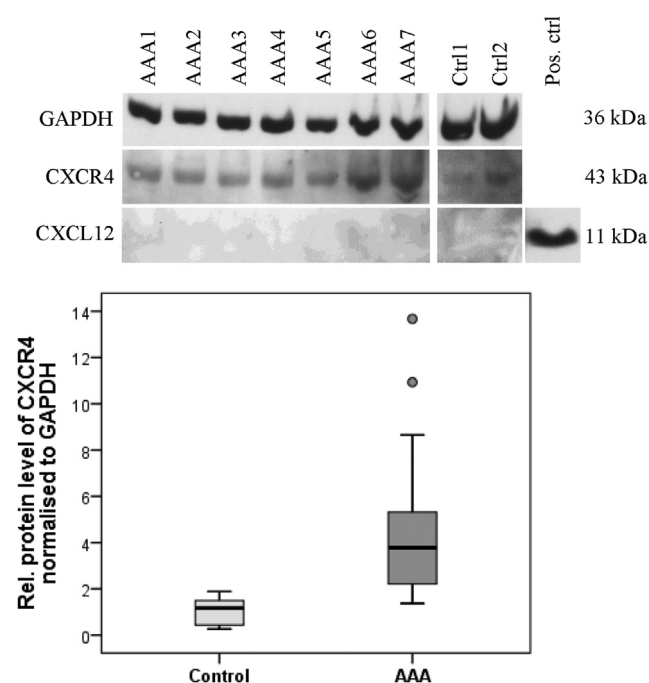 AAA1 AAA2 AAA3 AAA4 AAA5 AAA6 AAA7 Ctrl1 Ctrl2 Pos. ctrl
GAPDH 36 kDa
CXCR4 43 kDa
CXCL12 11 kDa
Rel. protein level of CXCR4
normalised to GAPDH
14
12
10
8
6
4
2
0
Control AAA